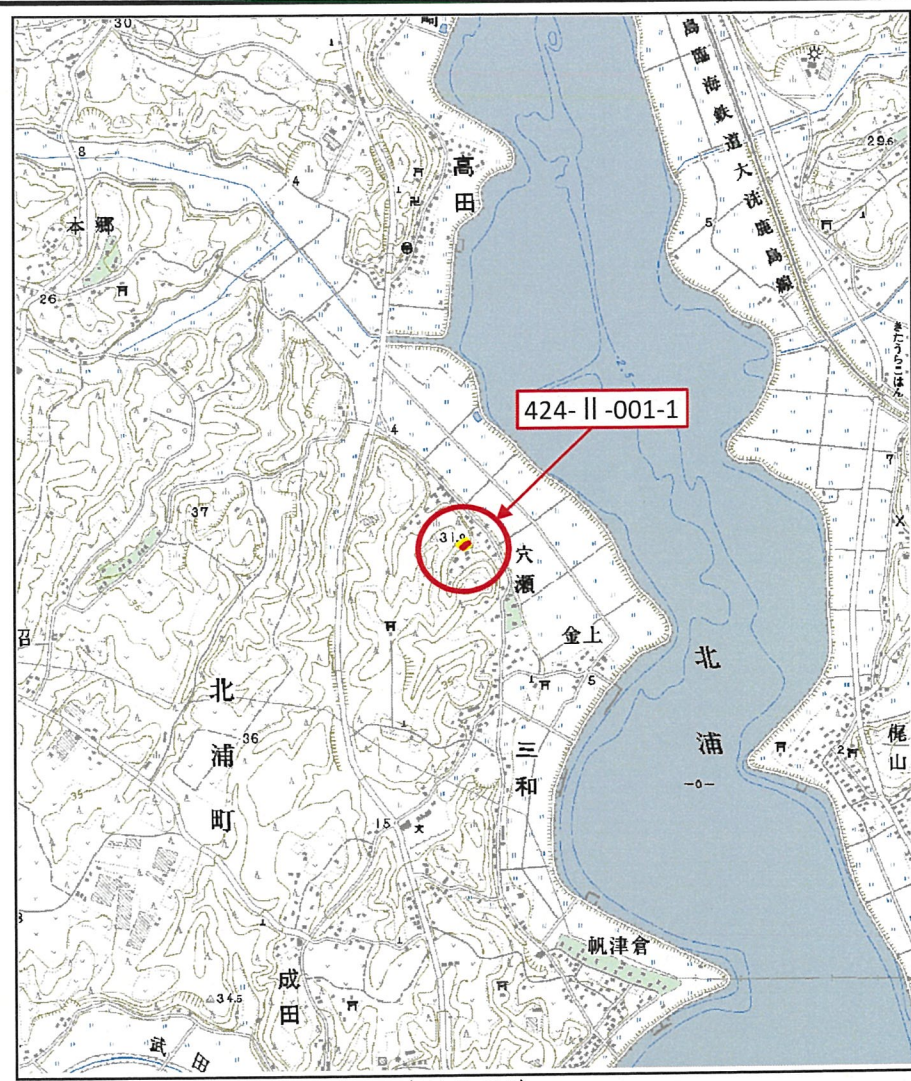 30
島臨海鉄道大洗鹿島線
29.6
8
4
高田
5
本郷
26
きたうらこはん
424-Ⅱ-001-1
4
7
37
31.9
穴瀬
金上
沼
5
北浦
北浦町
36
三和
2
梶山
-0-
35
15
帆津倉
成田
34.5
武田